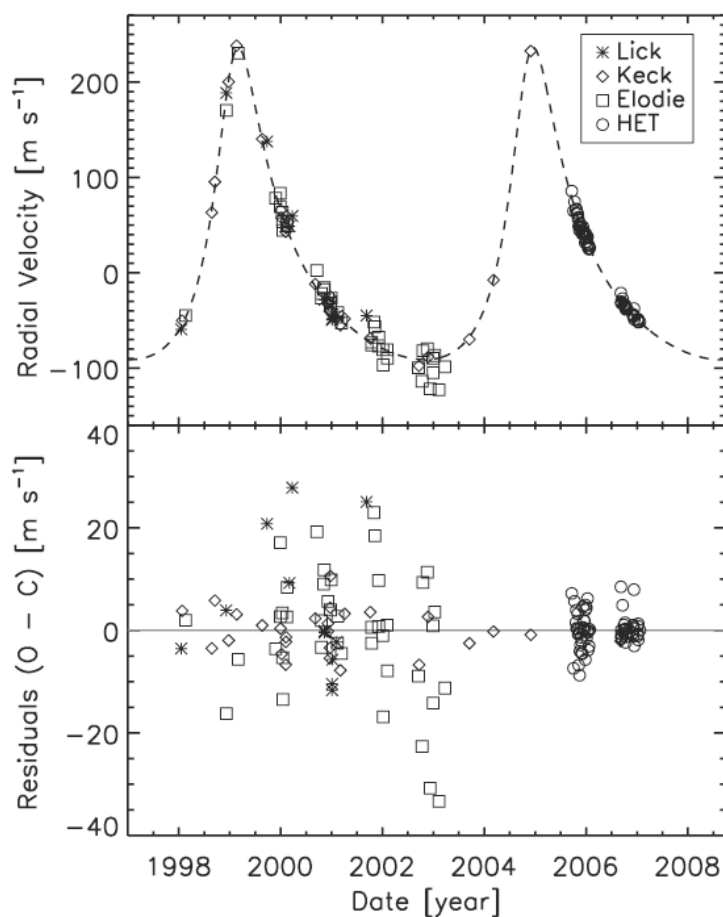 Lick
Keck
Elodie
HET
200
100
0
−100
Radial Velocity [m s⁻¹]
40
20
0
−20
−40
Residuals (O − C) [m s⁻¹]
1998 2000 2002 2004 2006 2008
Date [year]